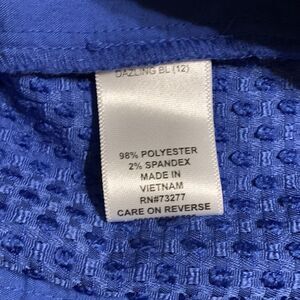 DAZLING BL (12)
98% POLYESTER
2% SPANDEX
MADE IN
VIETNAM
RN#73277
CARE ON REVERSE